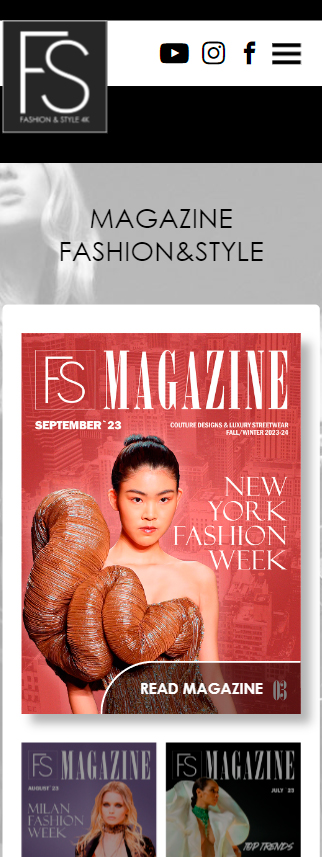 FS
FASHION & STYLE 4K
MAGAZINE
FASHION&STYLE
FS MAGAZINE
SEPTEMBER` 23
COUTURE DESIGNS & LUXURY STREETWEAR
FALL/WINTER 2023-24
NEW
YORK
FASHION
WEEK
READ MAGAZINE 03
FS MAGAZINE
AUGUST` 23
MILAN
FASHION
WEEK
FS MAGAZINE
JULY 23
TOP TRENDS